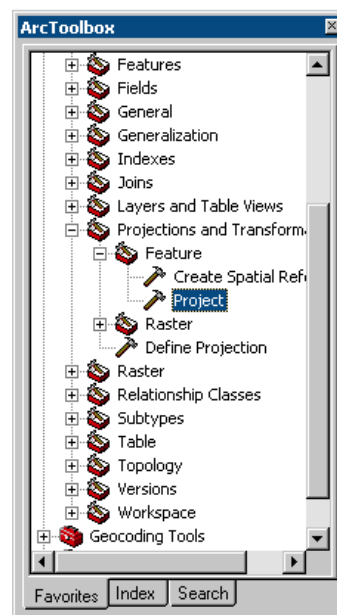 ArcToolbox
Features
Fields
General
Generalization
Indexes
Joins
Layers and Table Views
Projections and Transform
Feature
Create Spatial Ref
Project
Raster
Define Projection
Raster
Relationship Classes
Subtypes
Table
Topology
Versions
Workspace
Geocoding Tools
Favorites Index Search